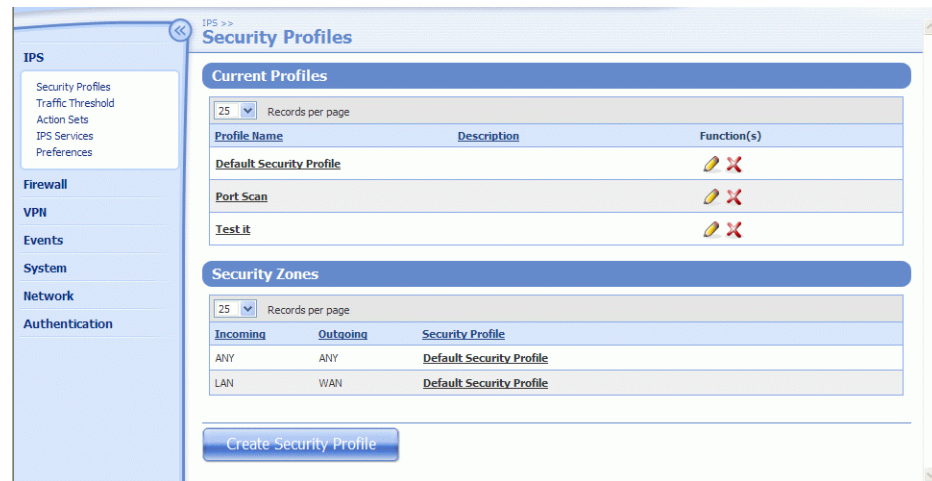 IPS >>
Security Profiles
IPS
Security Profiles
Traffic Threshold
Action Sets
IPS Services
Preferences
Firewall
VPN
Events
System
Network
Authentication
Current Profiles
25 Records per page
Profile Name Description Function(s)
Default Security Profile
Port Scan
Test it
Security Zones
25 Records per page
Incoming Outgoing Security Profile
ANY ANY Default Security Profile
LAN WAN Default Security Profile
Create Security Profile